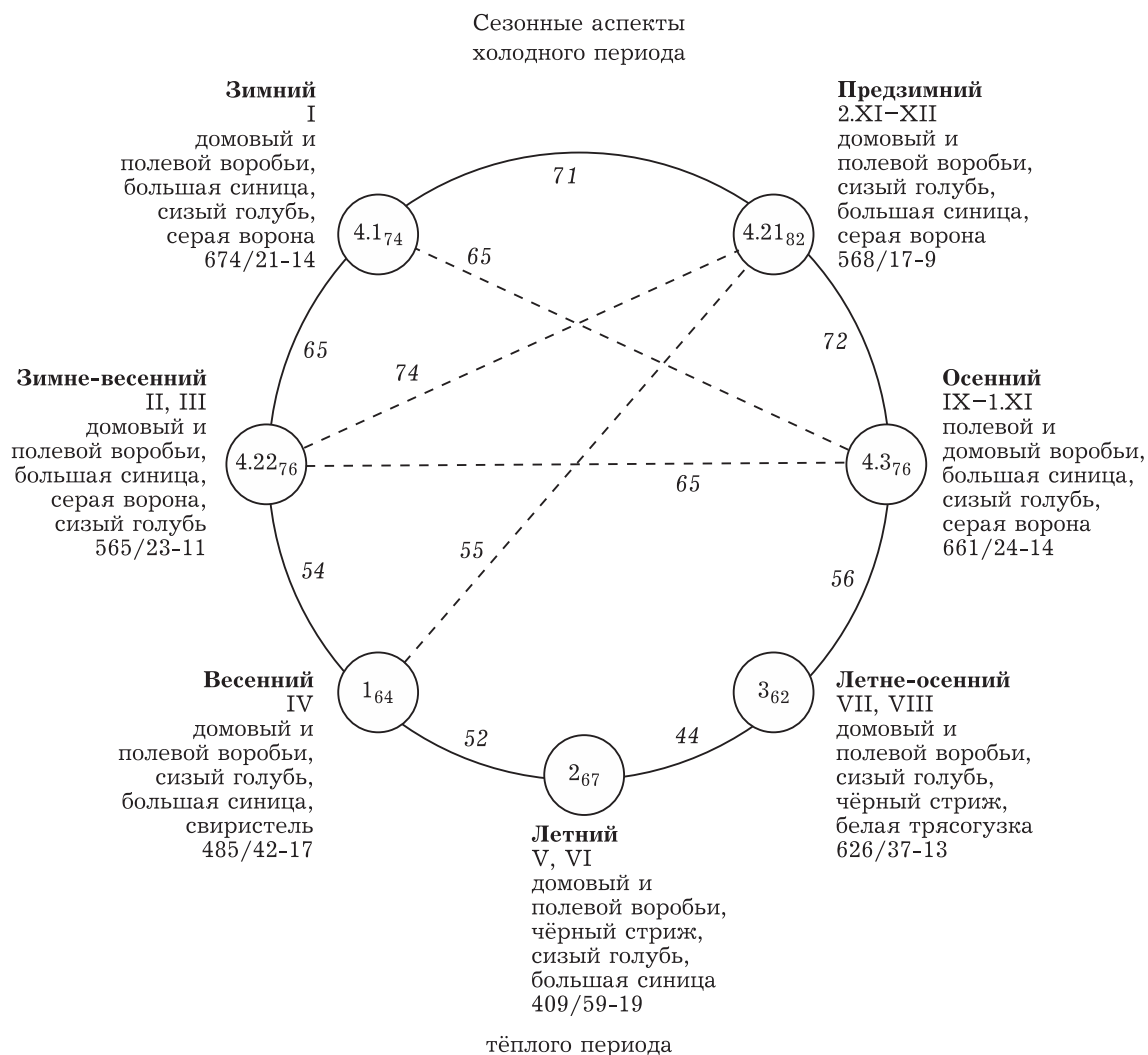 Сезонные аспекты
холодного периода
Зимний
I
домовый и
полевой воробьи,
большая синица,
сизый голубь,
серая ворона
674/21-14
Предзимний
2.XI–XII
домовый и
полевой воробьи,
сизый голубь,
большая синица,
серая ворона
568/17-9
71
4.1₇₄
4.21₈₂
65
65
74
72
Зимне-весенний
II, III
домовый и
полевой воробьи,
большая синица,
серая ворона,
сизый голубь
565/23-11
Осенний
IX–1.XI
полевой и
домовый воробьи,
большая синица,
сизый голубь,
серая ворона
661/24-14
4.22₇₆
4.3₇₆
65
54
55
56
Весенний
IV
домовый и
полевой воробьи,
сизый голубь,
большая синица,
свиристель
485/42-17
1₆₄
3₆₂
Летне-осенний
VII, VIII
домовый и
полевой воробьи,
сизый голубь,
чёрный стриж,
белая трясогузка
626/37-13
52
44
2₆₇
Летний
V, VI
домовый и
полевой воробьи,
чёрный стриж,
сизый голубь,
большая синица
409/59-19
тёплого периода